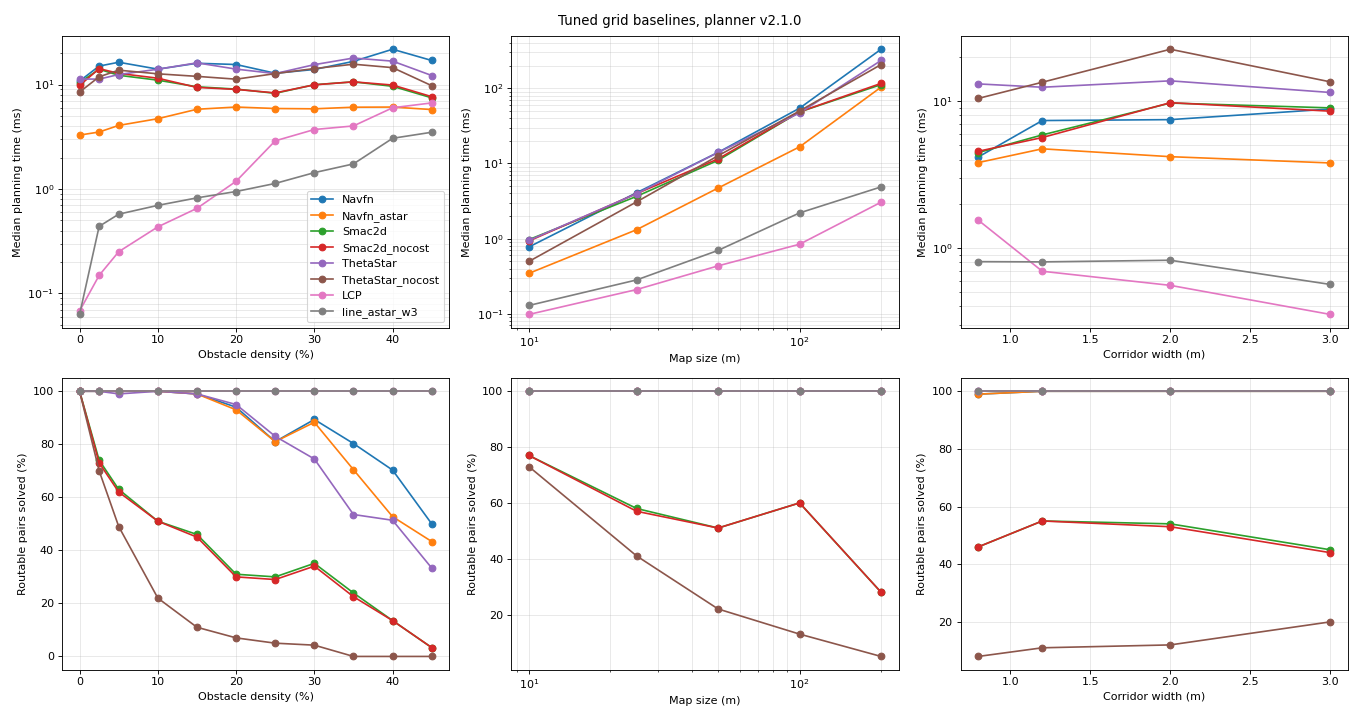 Tuned grid baselines, planner v2.1.0
Median planning time (ms)
10¹
10⁰
10⁻¹
0 10 20 30 40
Obstacle density (%)
Navfn
Navfn_astar
Smac2d
Smac2d_nocost
ThetaStar
ThetaStar_nocost
LCP
line_astar_w3
Median planning time (ms)
10²
10¹
10⁰
10⁻¹
10¹ 10²
Map size (m)
Median planning time (ms)
10¹
10⁰
1.0 1.5 2.0 2.5 3.0
Corridor width (m)
Routable pairs solved (%)
100
80
60
40
20
0
0 10 20 30 40
Obstacle density (%)
Routable pairs solved (%)
100
80
60
40
20
10¹ 10²
Map size (m)
Routable pairs solved (%)
100
80
60
40
20
1.0 1.5 2.0 2.5 3.0
Corridor width (m)